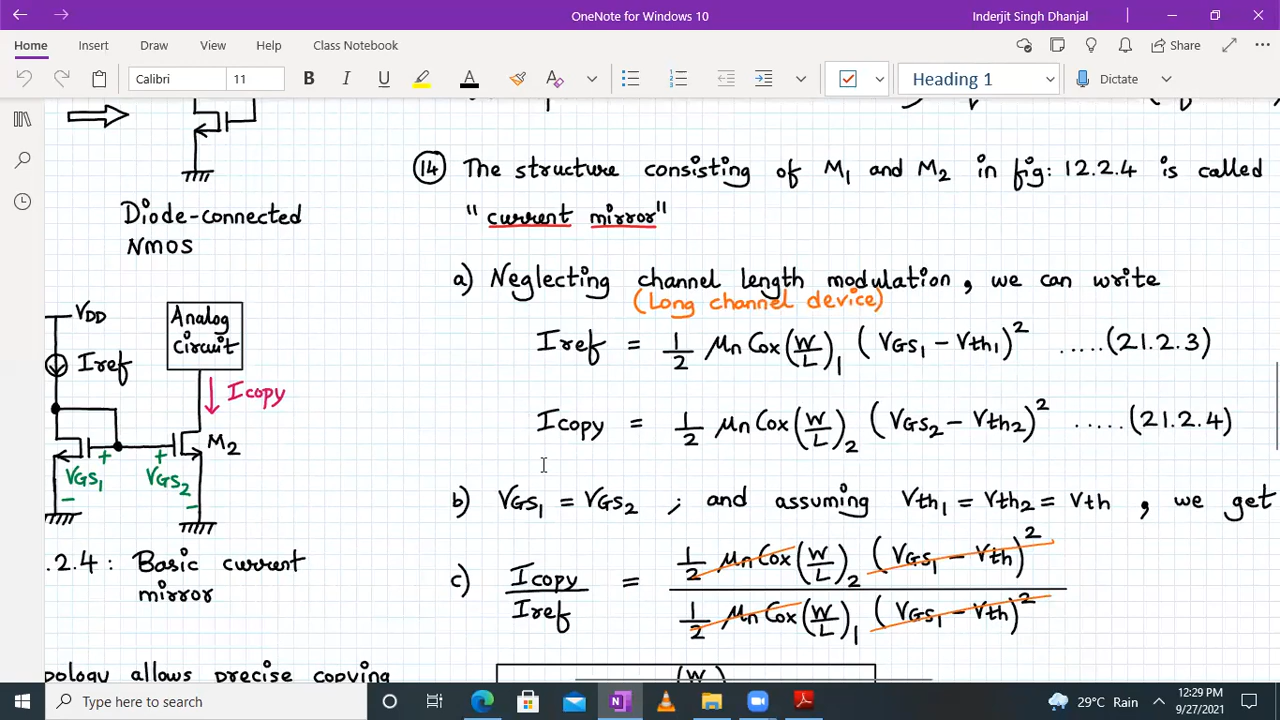 OneNote for Windows 10
Inderjit Singh Dhanjal
Home Insert Draw View Help Class Notebook
Share
Calibri 11 B I U A
Heading 1
Dictate
Diode-connected
NMOS
VDD
Iref
Analog
Circuit
Icopy
M2
+ +
VGS1 VGS2
- -
.2.4: Basic current
mirror
pology allows precise copying
14 The structure consisting of M1 and M2 in fig: 12.2.4 is called
"current mirror"
a) Neglecting channel length modulation, we can write
(Long channel device)
Iref = 1/2 μn Cox (W/L)1 (VGS1 - Vth1)² .....(21.2.3)
Icopy = 1/2 μn Cox (W/L)2 (VGS2 - Vth2)² .....(21.2.4)
b) VGS1 = VGS2 ; and assuming Vth1 = Vth2 = Vth , we get
c) Icopy/Iref = 1/2 μn Cox (W/L)2 (VGS1 - Vth)² / 1/2 μn Cox (W/L)1 (VGS1 - Vth)²
(W)
Type here to search
29°C Rain
12:29 PM
9/27/2021